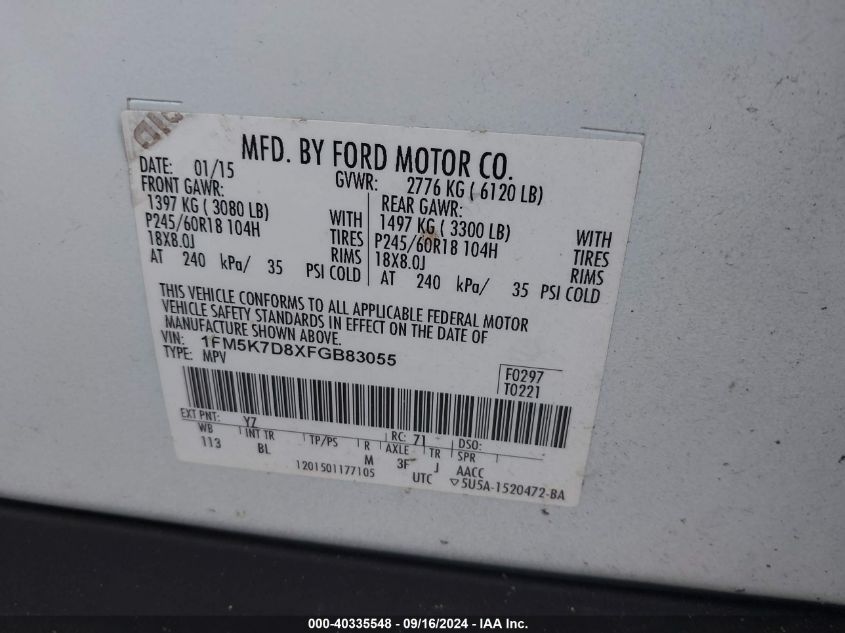 MFD. BY FORD MOTOR CO.
DATE: 01/15 GVWR: 2776 KG ( 6120 LB)
FRONT GAWR: REAR GAWR:
1397 KG ( 3080 LB) WITH 1497 KG ( 3300 LB) WITH
P245/60R18 104H TIRES P245/60R18 104H TIRES
18X8.0J RIMS 18X8.0J RIMS
AT 240 kPa/ 35 PSI COLD AT 240 kPa/ 35 PSI COLD
THIS VEHICLE CONFORMS TO ALL APPLICABLE FEDERAL MOTOR
VEHICLE SAFETY STANDARDS IN EFFECT ON THE DATE OF
MANUFACTURE SHOWN ABOVE.
VIN: 1FM5K7D8XFGB83055
TYPE: MPV
F0297
T0221
EXT PNT: YZ RC: 71 DSO:
WB INT TR TP/PS R AXLE TR SPR
113 BL M 3F J AACC
1201501177105 UTC ▽5U5A-1520472-BA
000-40335548 - 09/16/2024 - IAA Inc.